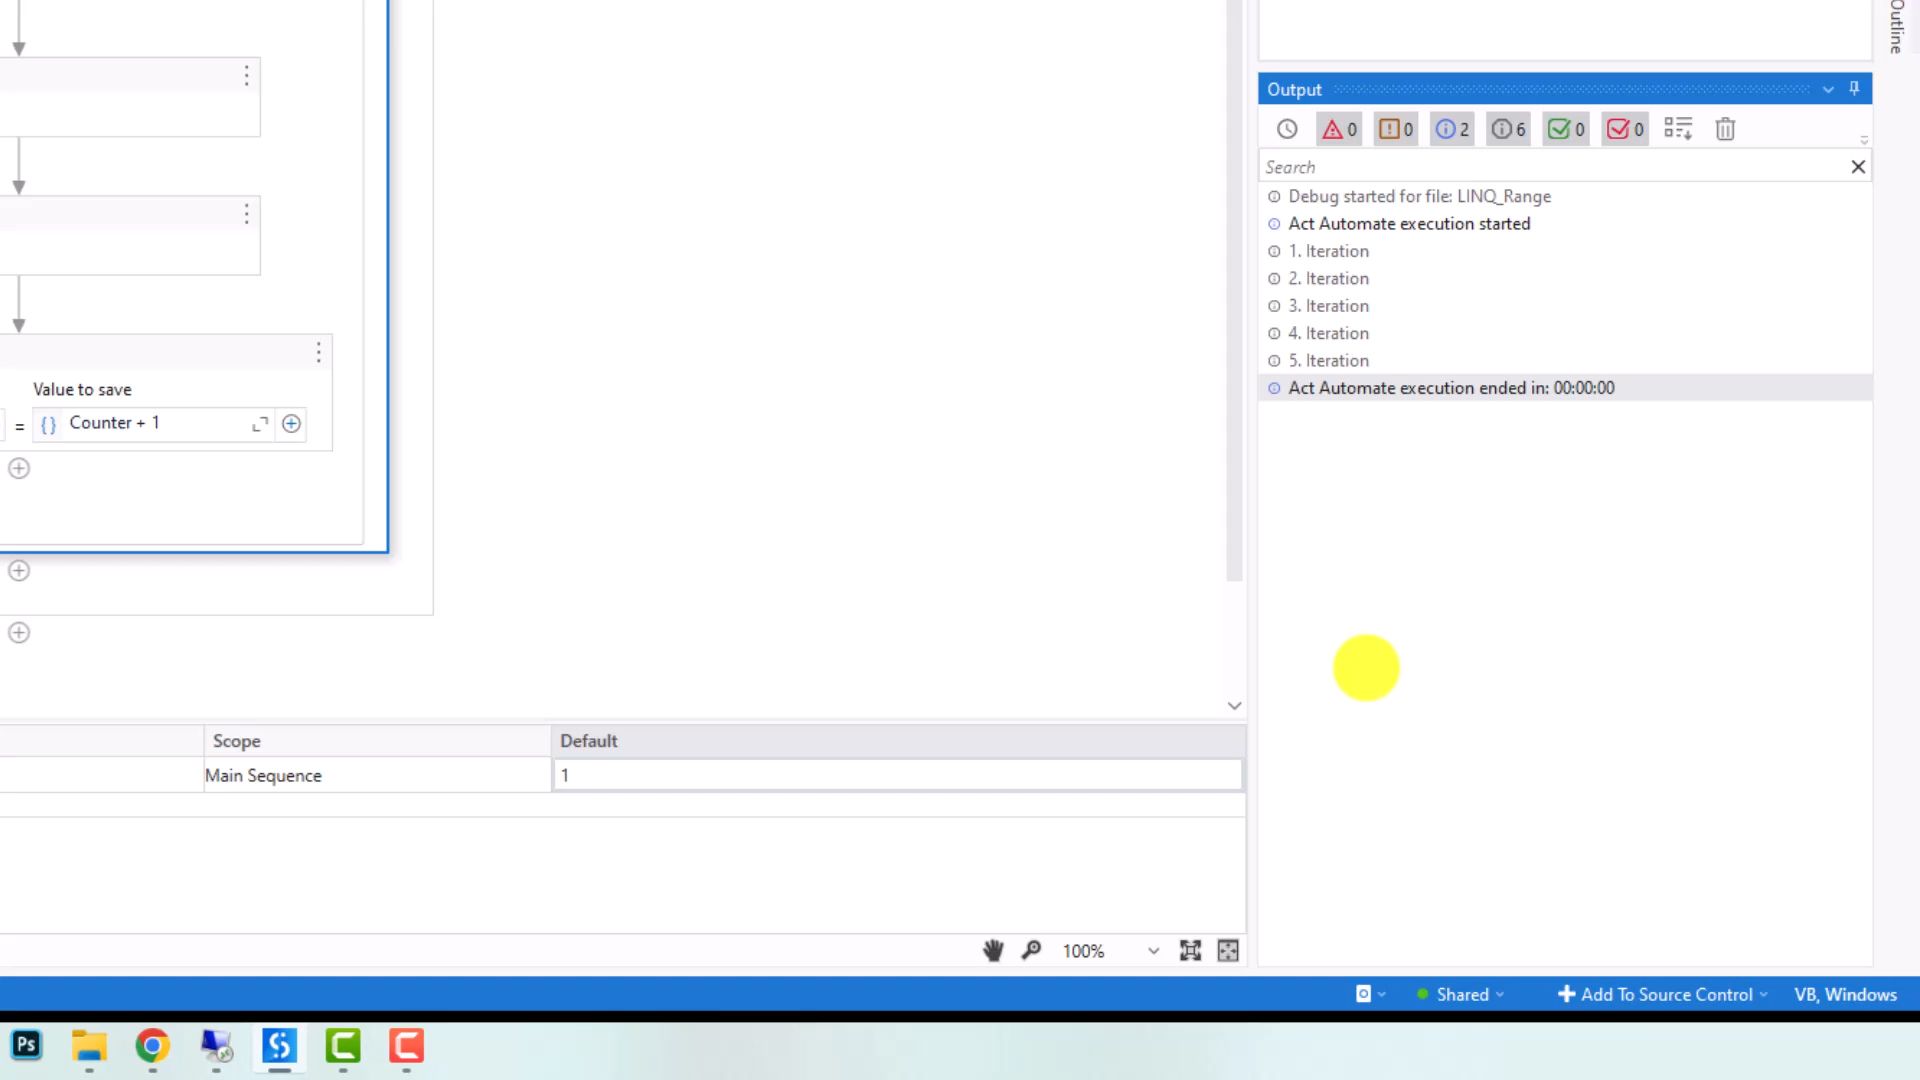 Outline
Output
0 0 2 6 0 0
Search
Debug started for file: LINQ_Range
Act Automate execution started
1. Iteration
2. Iteration
3. Iteration
4. Iteration
5. Iteration
Act Automate execution ended in: 00:00:00
Value to save
= {} Counter + 1
Scope Default
Main Sequence 1
100%
Shared Add To Source Control VB, Windows
Ps